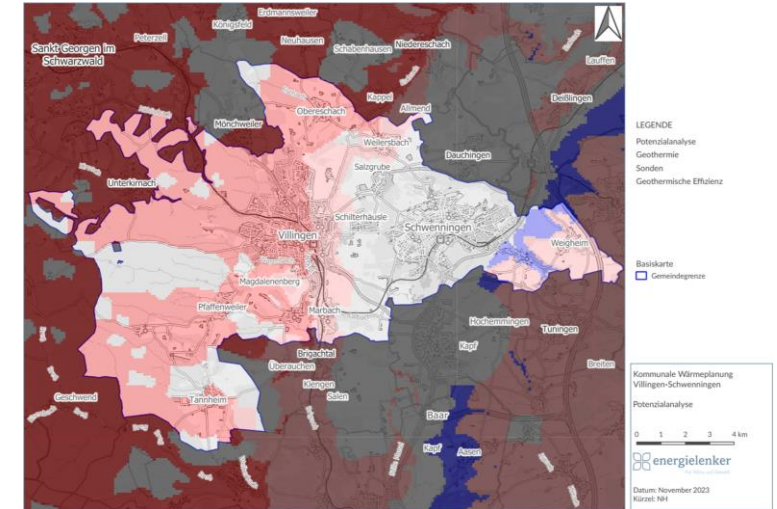 Erdmannsweiler
Königsfeld
Peterzell
Neuhausen
Schabenhausen
Niedereschach
Sankt Georgen im
Schwarzwald
Lauffen
Kappel
Deißlingen
Obereschach
Allmend
Mönchweiler
Weilersbach
Dauchingen
Salzgrube
Unterkirnach
Schilterhäusle
Schwenningen
Villingen
Weigheim
Magdalenenberg
Pfaffenweiler
Marbach
Hochemmingen
Tuningen
Brigachtal
Kapf
Überauchen
Breiten
Klengen
Geschwend
Salen
Tannheim
Baar
Kapf
Aasen
LEGENDE
Potenzialanalyse
Geothermie
Sonden
Geothermische Effizienz
Basiskarte
Gemeindegrenze
Kommunale Wärmeplanung
Villingen-Schwenningen
Potenzialanalyse
0 1 2 3 4 km
energielenker
Datum: November 2023
Kürzel: NH